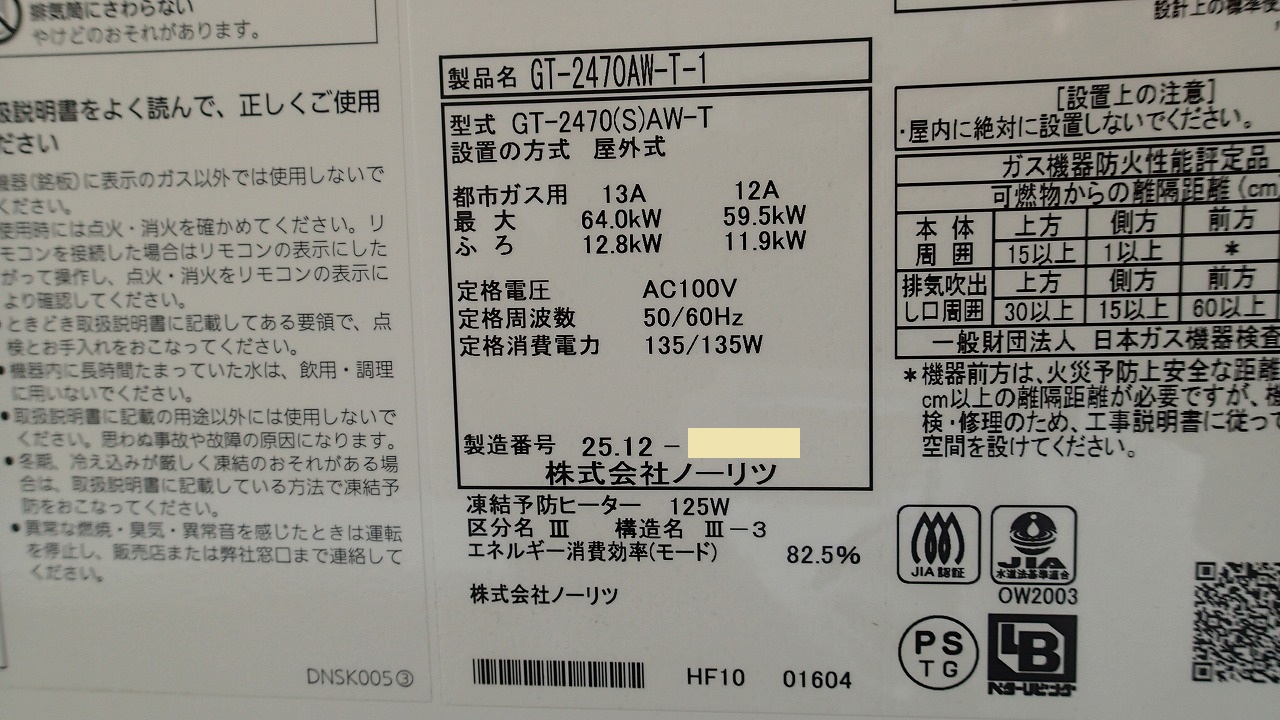 排気筒にさわらない
やけどのおそれがあります。
扱説明書をよく読んで、正しくご使用
ださい
機器(銘板)に表示のガス以外では使用しないで
ください。
使用時には点火・消火を確かめてください。リ
モコンを接続した場合はリモコンの表示にした
がって操作し、点火・消火をリモコンの表示に
より確認してください。
ときどき取扱説明書に記載してある要領で、点
検とお手入れをおこなってください。
●機器内に長時間たまっていた水は、飲用・調理
に用いないでください。
●取扱説明書に記載の用途以外には使用しないで
ください。思わぬ事故や故障の原因になります。
●冬期、冷え込みが厳しく凍結のおそれがある場
合は、取扱説明書に記載している方法で凍結予
防をおこなってください。
●異常な燃焼・臭気・異常音を感じたときは運転
を停止し、販売店または弊社窓口まで連絡して
ください。
DNSK005③
製品名 GT-2470AW-T-1
型式 GT-2470(S)AW-T
設置の方式 屋外式
都市ガス用 13A 12A
最大 64.0kW 59.5kW
ふろ 12.8kW 11.9kW
定格電圧 AC100V
定格周波数 50/60Hz
定格消費電力 135/135W
製造番号 25.12 −
株式会社ノーリツ
凍結予防ヒーター 125W
区分名 Ⅲ 構造名 Ⅲ−3
エネルギー消費効率(モード) 82.5%
株式会社ノーリツ
HF10 01604
設計上の標準使
[設置上の注意]
・屋内に絶対に設置しないでください。
ガス機器防火性能評定品
可燃物からの離隔距離(cm
本体周囲 上方 側方 前方
15以上 1以上 *
排気吹出し口周囲 上方 側方 前方
30以上 15以上 60以上
一般財団法人 日本ガス機器検査
*機器前方は、火災予防上安全な距離
cm以上の離隔距離が必要ですが、
検・修理のため、工事説明書に従って
空間を設けてください。
JIA 認証
JIA
水道法基準適合
OW2003
PS
TG
LB
ベターリビング